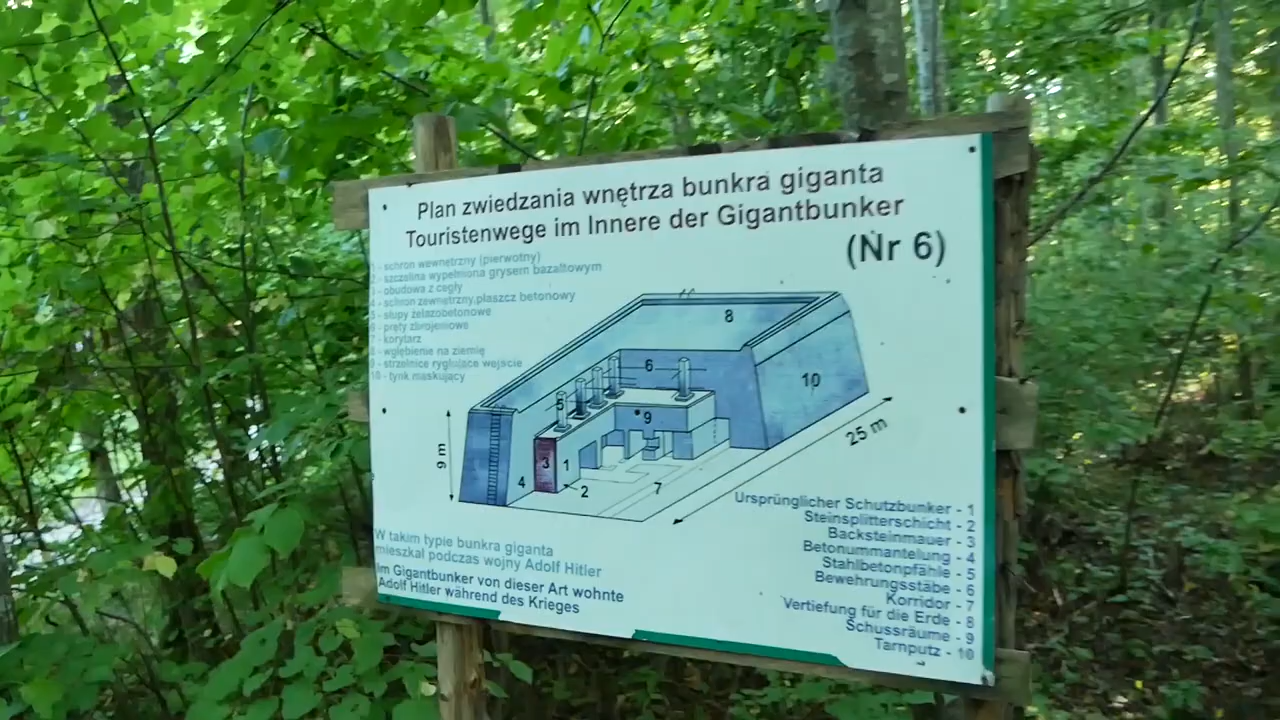 Plan zwiedzania wnętrza bunkra giganta
Touristenwege im Innere der Gigantbunker
(Nr 6)
1 - schron wewnętrzny (pierwotny)
2 - szczelina wypełniona grysem bazaltowym
3 - obudowa z cegły
4 - schron zewnętrzny,płaszcz betonowy
5 - słupy żelazobetonowe
6 - pręty zbrojeniowe
7 - korytarz
8 - wgłębienie na ziemię
9 - strzelnice ryglujące wejście
10 - tynk maskujący
8
6
10
5
9
3
1
4
2
7
9 m
25 m
Ursprünglicher Schutzbunker - 1
Steinsplitterschicht - 2
Backsteinmauer - 3
Betonummantelung - 4
Stahlbetonpfähle - 5
Bewehrungsstäbe - 6
Korridor - 7
Vertiefung für die Erde - 8
Schussräume - 9
Tarnputz - 10
W takim typie bunkra giganta
mieszkał podczas wojny Adolf Hitler
Im Gigantbunker von dieser Art wohnte
Adolf Hitler während des Krieges